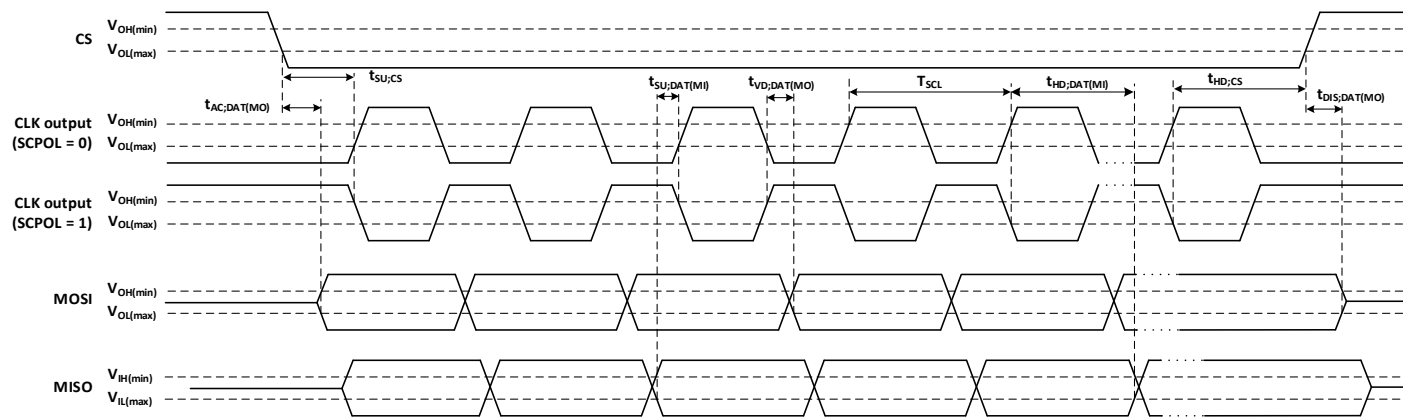 CS
VOH(min)
VOL(max)
tSU;CS
tAC;DAT(MO)
tSU;DAT(MI)
tVD;DAT(MO)
TSCL
tHD;DAT(MI)
tHD;CS
tDIS;DAT(MO)
CLK output
(SCPOL = 0)
VOH(min)
VOL(max)
CLK output
(SCPOL = 1)
VOH(min)
VOL(max)
MOSI
VOH(min)
VOL(max)
MISO
VIH(min)
VIL(max)